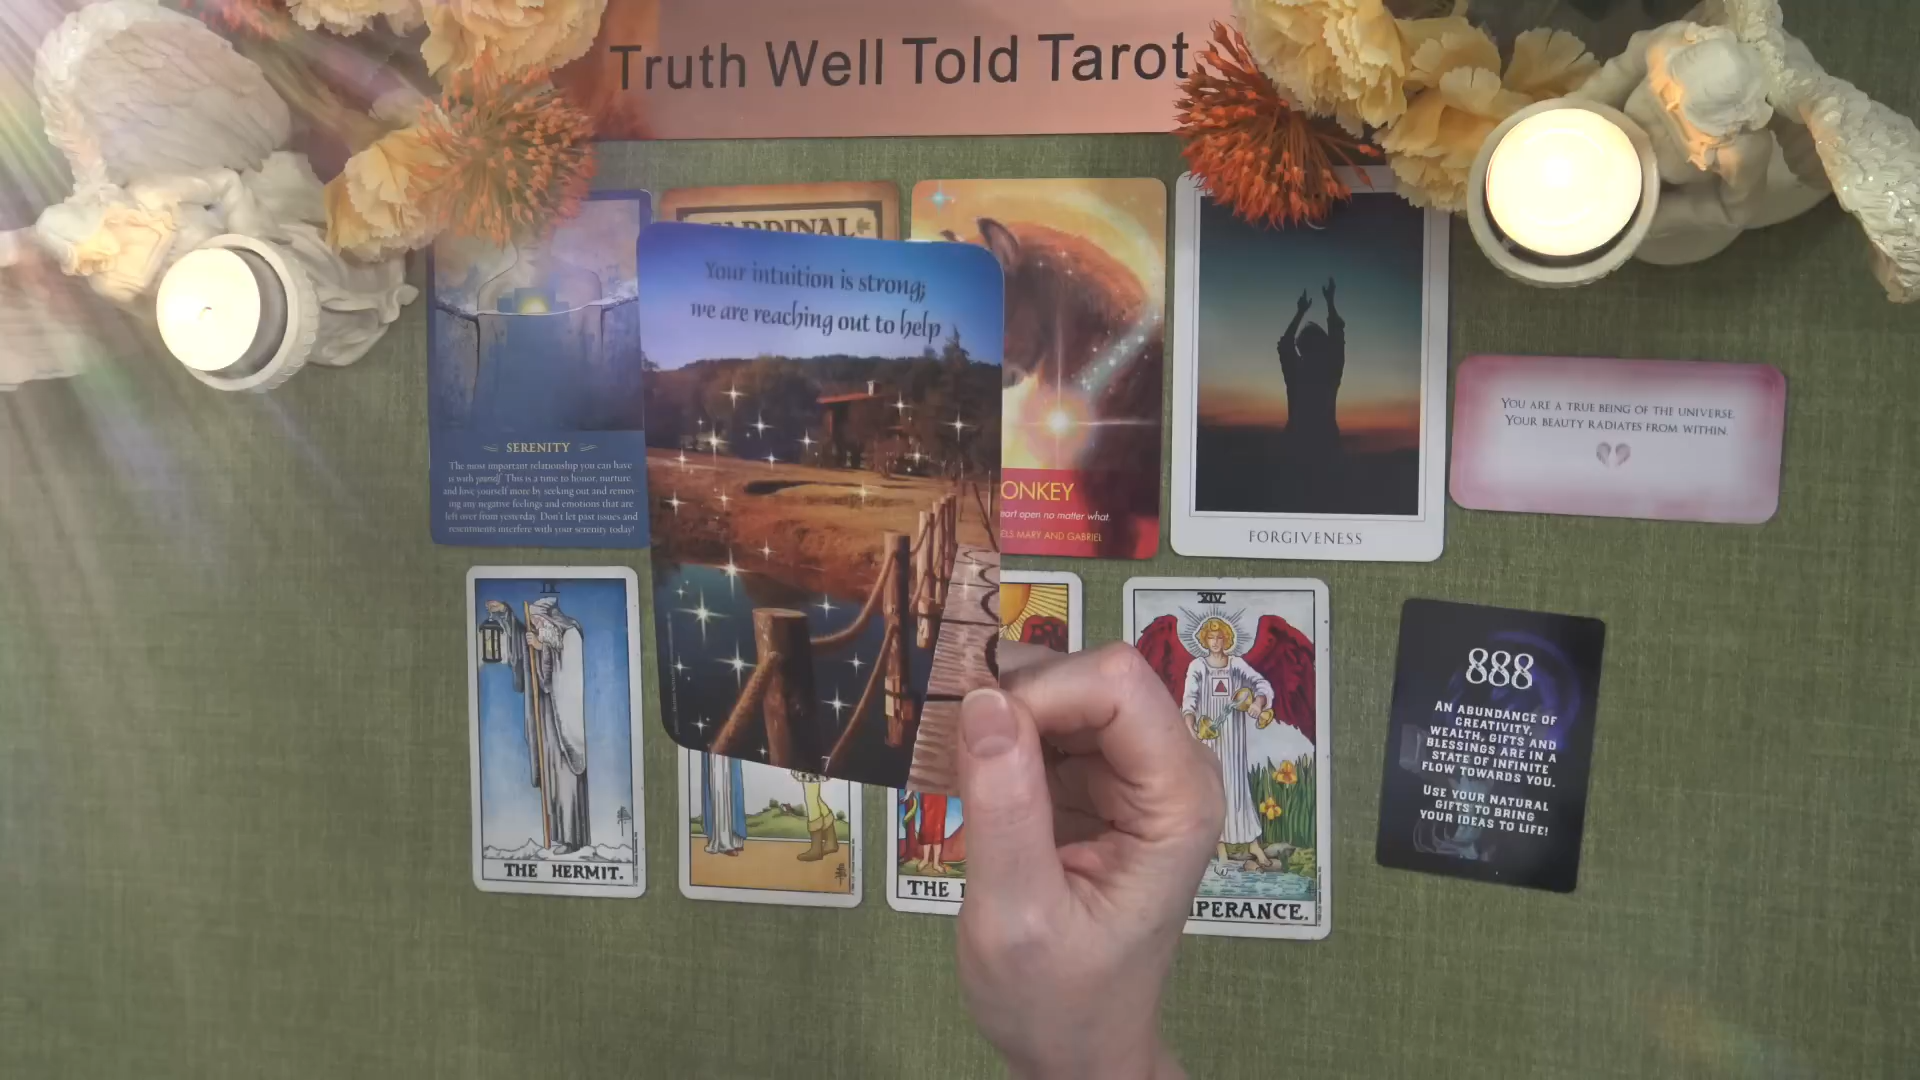 Truth Well Told Tarot
CARDINAL
Your intuition is strong;
we are reaching out to help
7
SERENITY
The most important relationship you can have
is with yourself. This is a time to honor, nurture
and love yourself more by seeking out and remov-
ing any negative feelings and emotions that are
left over from yesterday. Don't let past issues and
resentments interfere with your serenity today!
ONKEY
eart open no matter what.
ELS MARY AND GABRIEL
FORGIVENESS
YOU ARE A TRUE BEING OF THE UNIVERSE.
YOUR BEAUTY RADIATES FROM WITHIN.
IX
THE HERMIT.
THE
XIV
MPERANCE.
888
AN ABUNDANCE OF
CREATIVITY,
WEALTH, GIFTS AND
BLESSINGS ARE IN A
STATE OF INFINITE
FLOW TOWARDS YOU.
USE YOUR NATURAL
GIFTS TO BRING
YOUR IDEAS TO LIFE!